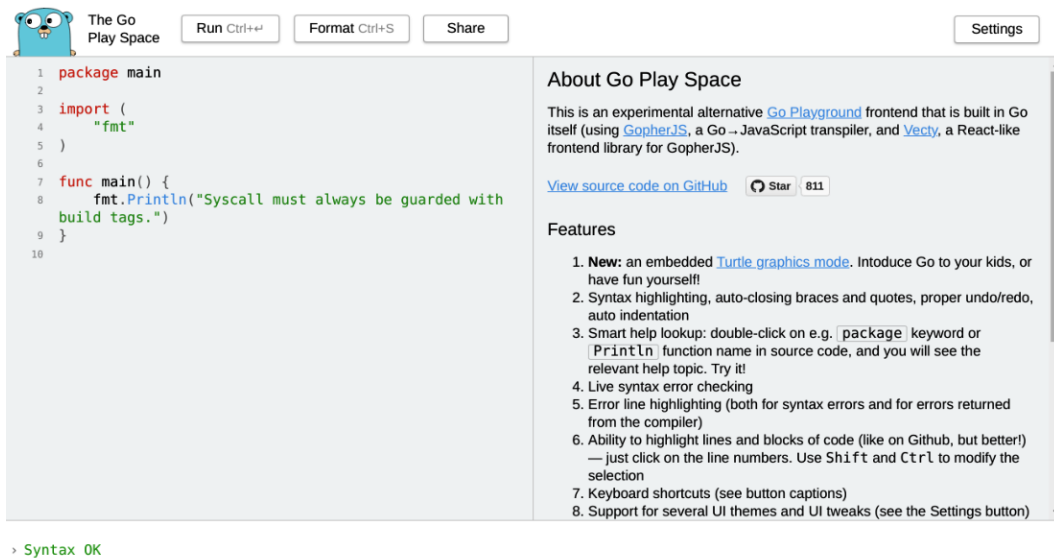 The Go
Play Space
Run Ctrl+↵
Format Ctrl+S
Share
Settings
1 package main
2
3 import (
4 "fmt"
5 )
6
7 func main() {
8 fmt.Println("Syscall must always be guarded with
build tags.")
9 }
10
About Go Play Space
This is an experimental alternative Go Playground frontend that is built in Go
itself (using GopherJS, a Go→JavaScript transpiler, and Vecty, a React-like
frontend library for GopherJS).
View source code on GitHub Star 811
Features
1. New: an embedded Turtle graphics mode. Intoduce Go to your kids, or
have fun yourself!
2. Syntax highlighting, auto-closing braces and quotes, proper undo/redo,
auto indentation
3. Smart help lookup: double-click on e.g. package keyword or
Println function name in source code, and you will see the
relevant help topic. Try it!
4. Live syntax error checking
5. Error line highlighting (both for syntax errors and for errors returned
from the compiler)
6. Ability to highlight lines and blocks of code (like on Github, but better!)
— just click on the line numbers. Use Shift and Ctrl to modify the
selection
7. Keyboard shortcuts (see button captions)
8. Support for several UI themes and UI tweaks (see the Settings button)
› Syntax OK